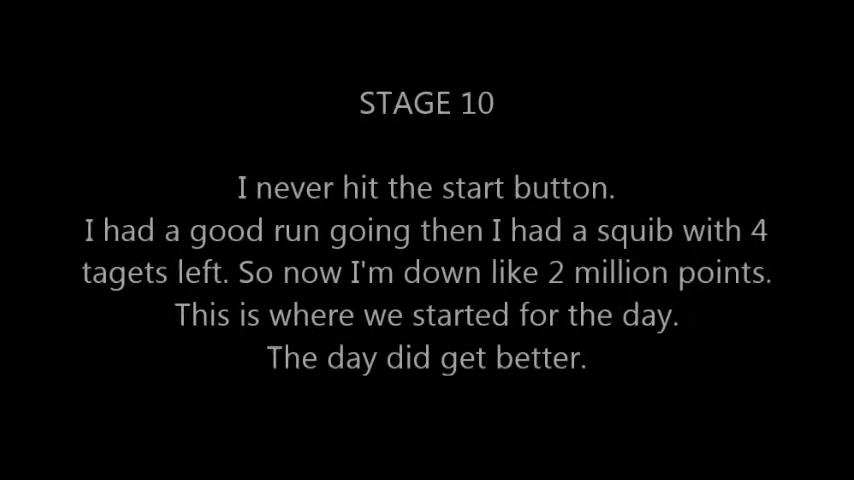 STAGE 10
I never hit the start button.
I had a good run going then I had a squib with 4
tagets left. So now I'm down like 2 million points.
This is where we started for the day.
The day did get better.